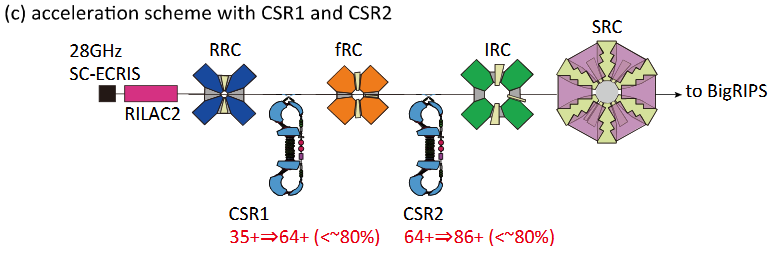 (c) acceleration scheme with CSR1 and CSR2
28GHz
SC-ECRIS
RILAC2
RRC
fRC
IRC
SRC
to BigRIPS
CSR1
35+⇒64+ (<~80%)
CSR2
64+⇒86+ (<~80%)